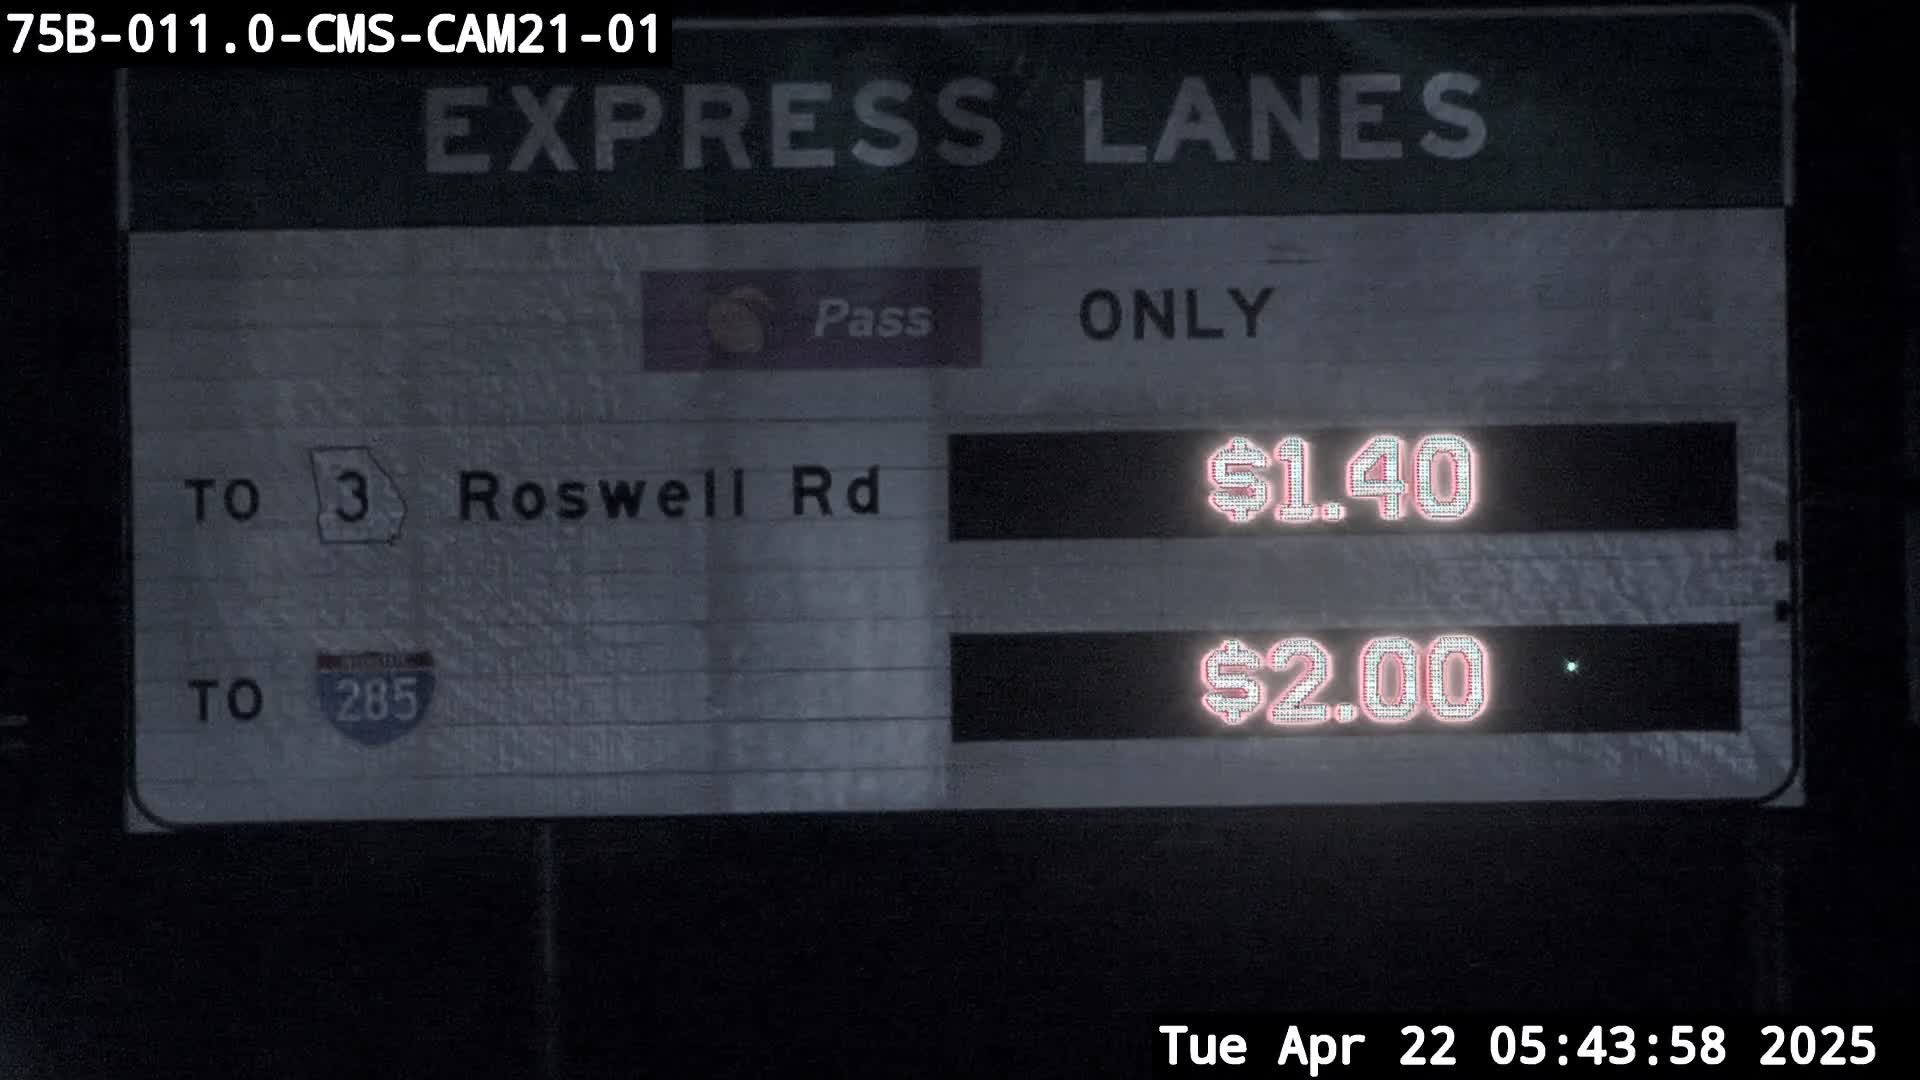 75B-011.0-CMS-CAM21-01
EXPRESS LANES
Pass ONLY
TO 3 Roswell Rd $1.40
TO 285 $2.00
Tue Apr 22 05:43:58 2025